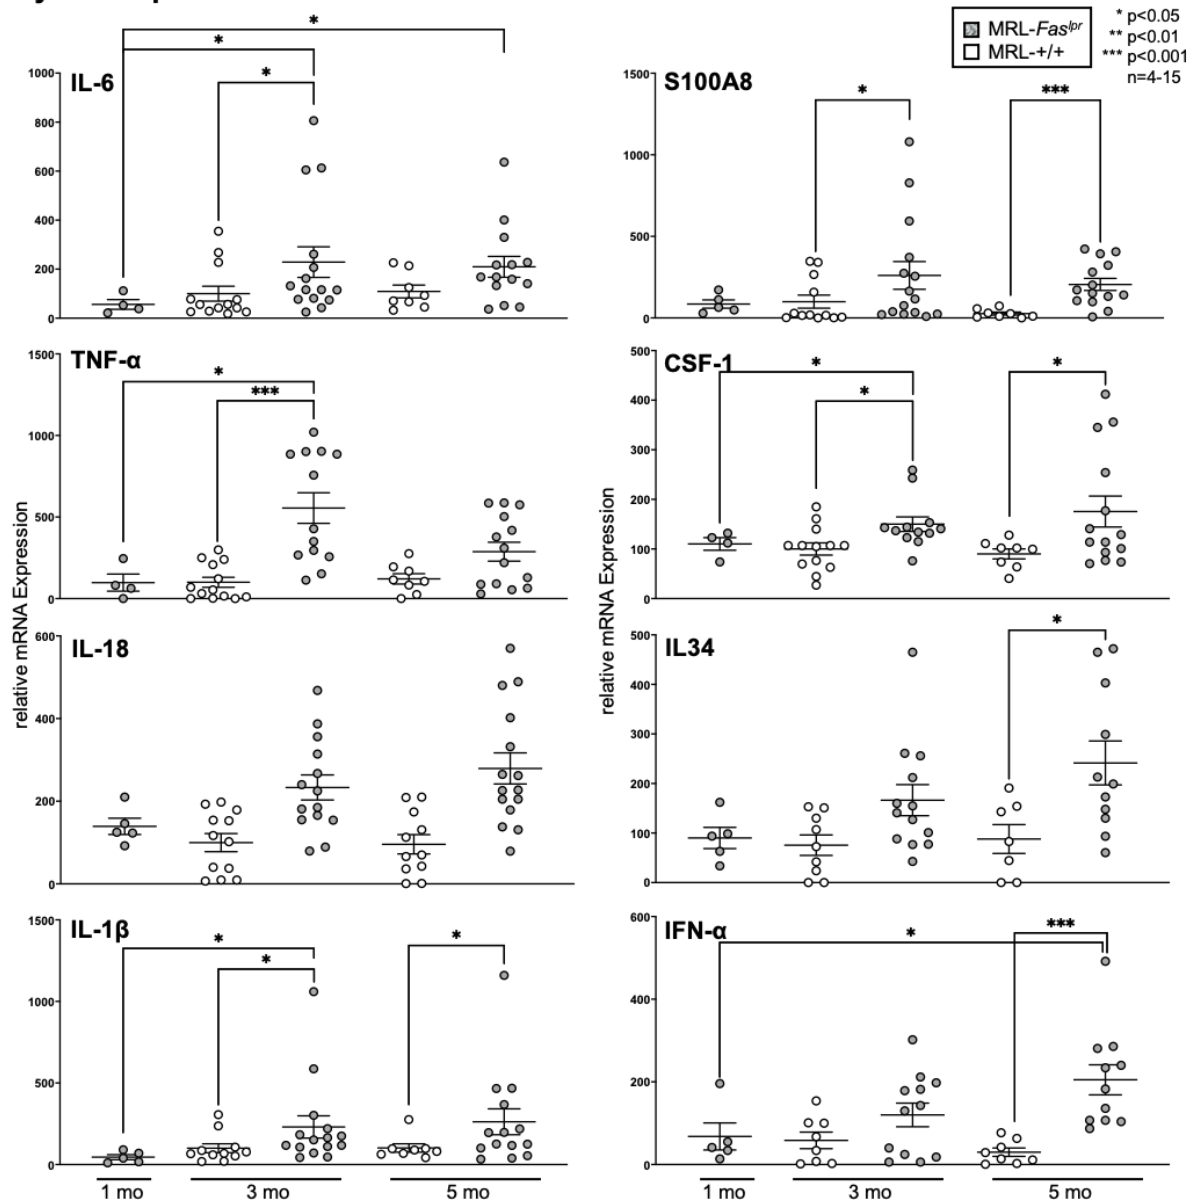 MRL-Fas^lpr
MRL-+/+
* p<0.05
** p<0.01
*** p<0.001
n=4-15
relative mRNA Expression
IL-6
*
*
*
1000
800
600
400
200
0
TNF-α
*
***
1500
1000
500
0
IL-18
600
400
200
0
IL-1β
*
*
*
1500
1000
500
0
1 mo
3 mo
5 mo
relative mRNA Expression
S100A8
*
***
1500
1000
500
0
CSF-1
*
*
*
500
400
300
200
100
0
IL34
*
500
400
300
200
100
0
IFN-α
*
***
600
400
200
0
1 mo
3 mo
5 mo